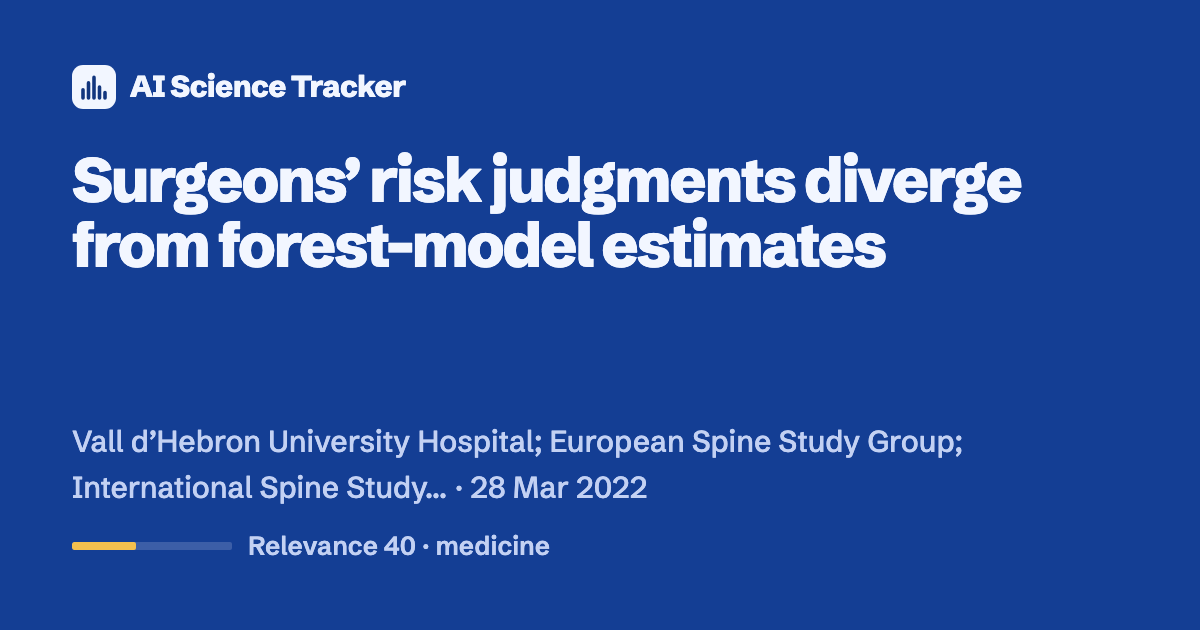 AI Science Tracker
Surgeons’ risk judgments diverge
from forest-model estimates
Vall d’Hebron University Hospital; European Spine Study Group;
International Spine Study... · 28 Mar 2022
Relevance 40 · medicine